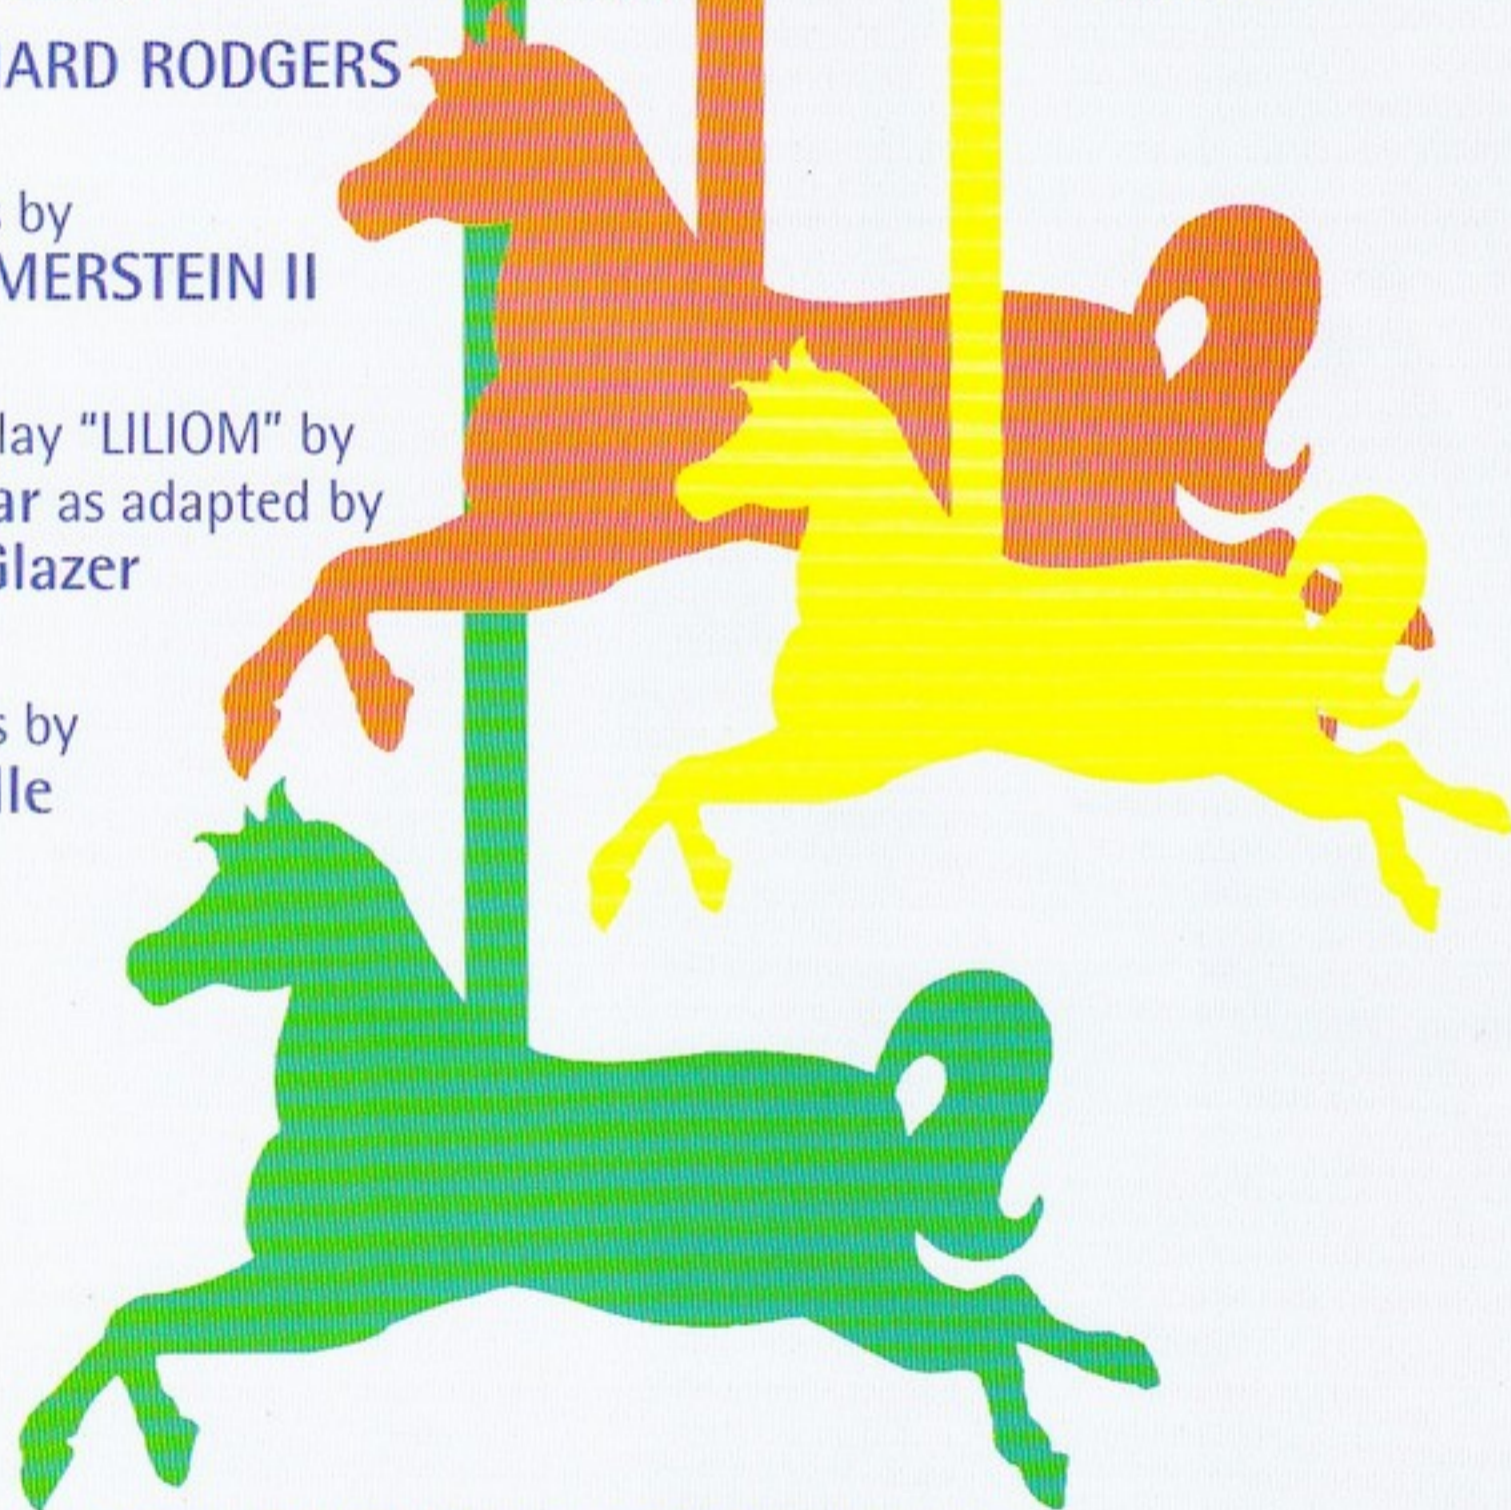 ARD RODGERS
s by
MERSTEIN II
lay “LILIOM” by
ar as adapted by
Glazer
s by
lle